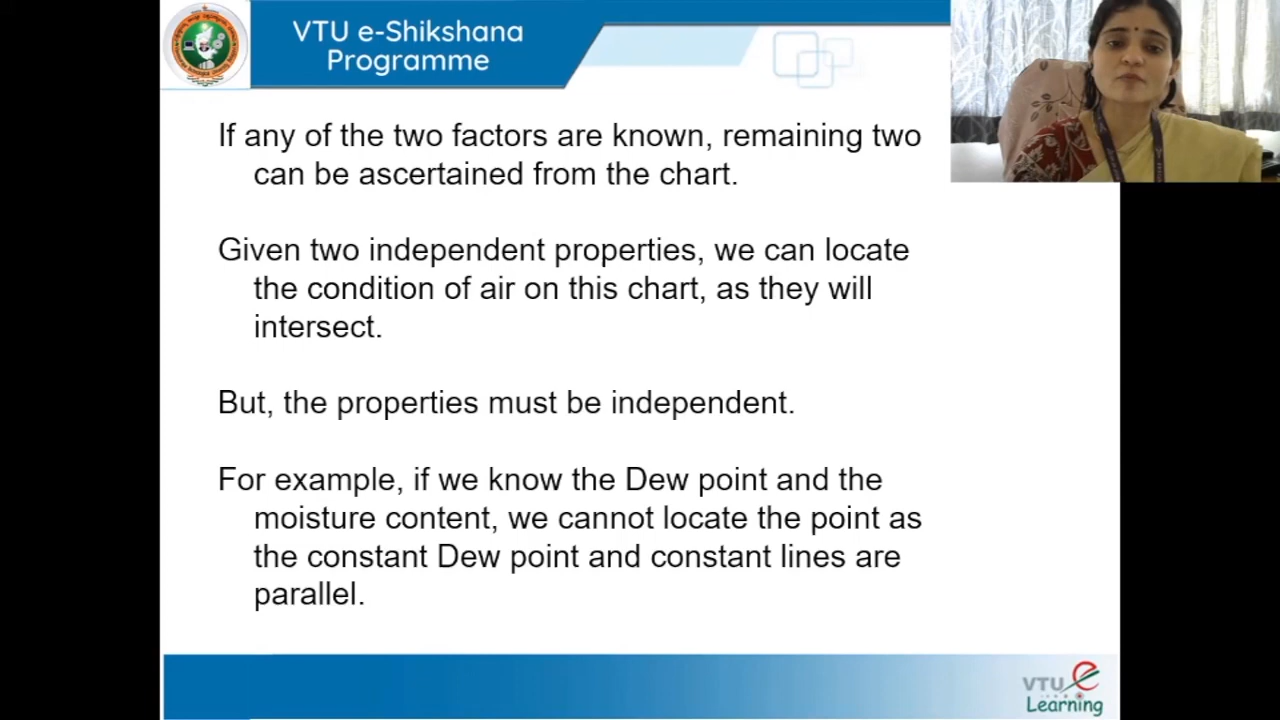 VTU e-Shikshana
Programme
If any of the two factors are known, remaining two
can be ascertained from the chart.
Given two independent properties, we can locate
the condition of air on this chart, as they will
intersect.
But, the properties must be independent.
For example, if we know the Dew point and the
moisture content, we cannot locate the point as
the constant Dew point and constant lines are
parallel.
VTU e
Learning